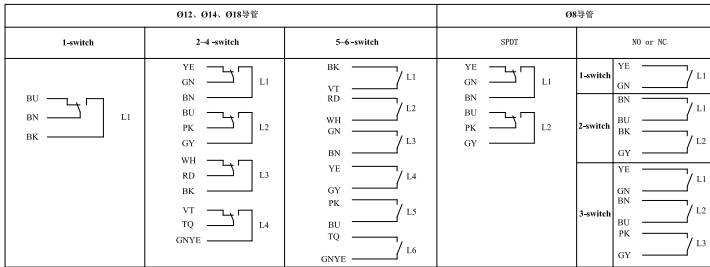 Ø12、Ø14、Ø18导管
Ø8导管
1-switch
2~4 -switch
5~6 -switch
SPDT
NO or NC
BU
BN
BK
L1
YE
GN
BN
L1
BU
PK
GY
L2
WH
RD
BK
L3
VT
TQ
GNYE
L4
BK
VT
L1
RD
WH
L2
GN
BN
L3
YE
GY
L4
PK
BU
L5
TQ
GNYE
L6
YE
GN
BN
L1
BU
PK
GY
L2
1-switch
YE
GN
L1
2-switch
BN
BU
L1
BK
GY
L2
3-switch
YE
GN
L1
BN
BU
L2
PK
GY
L3